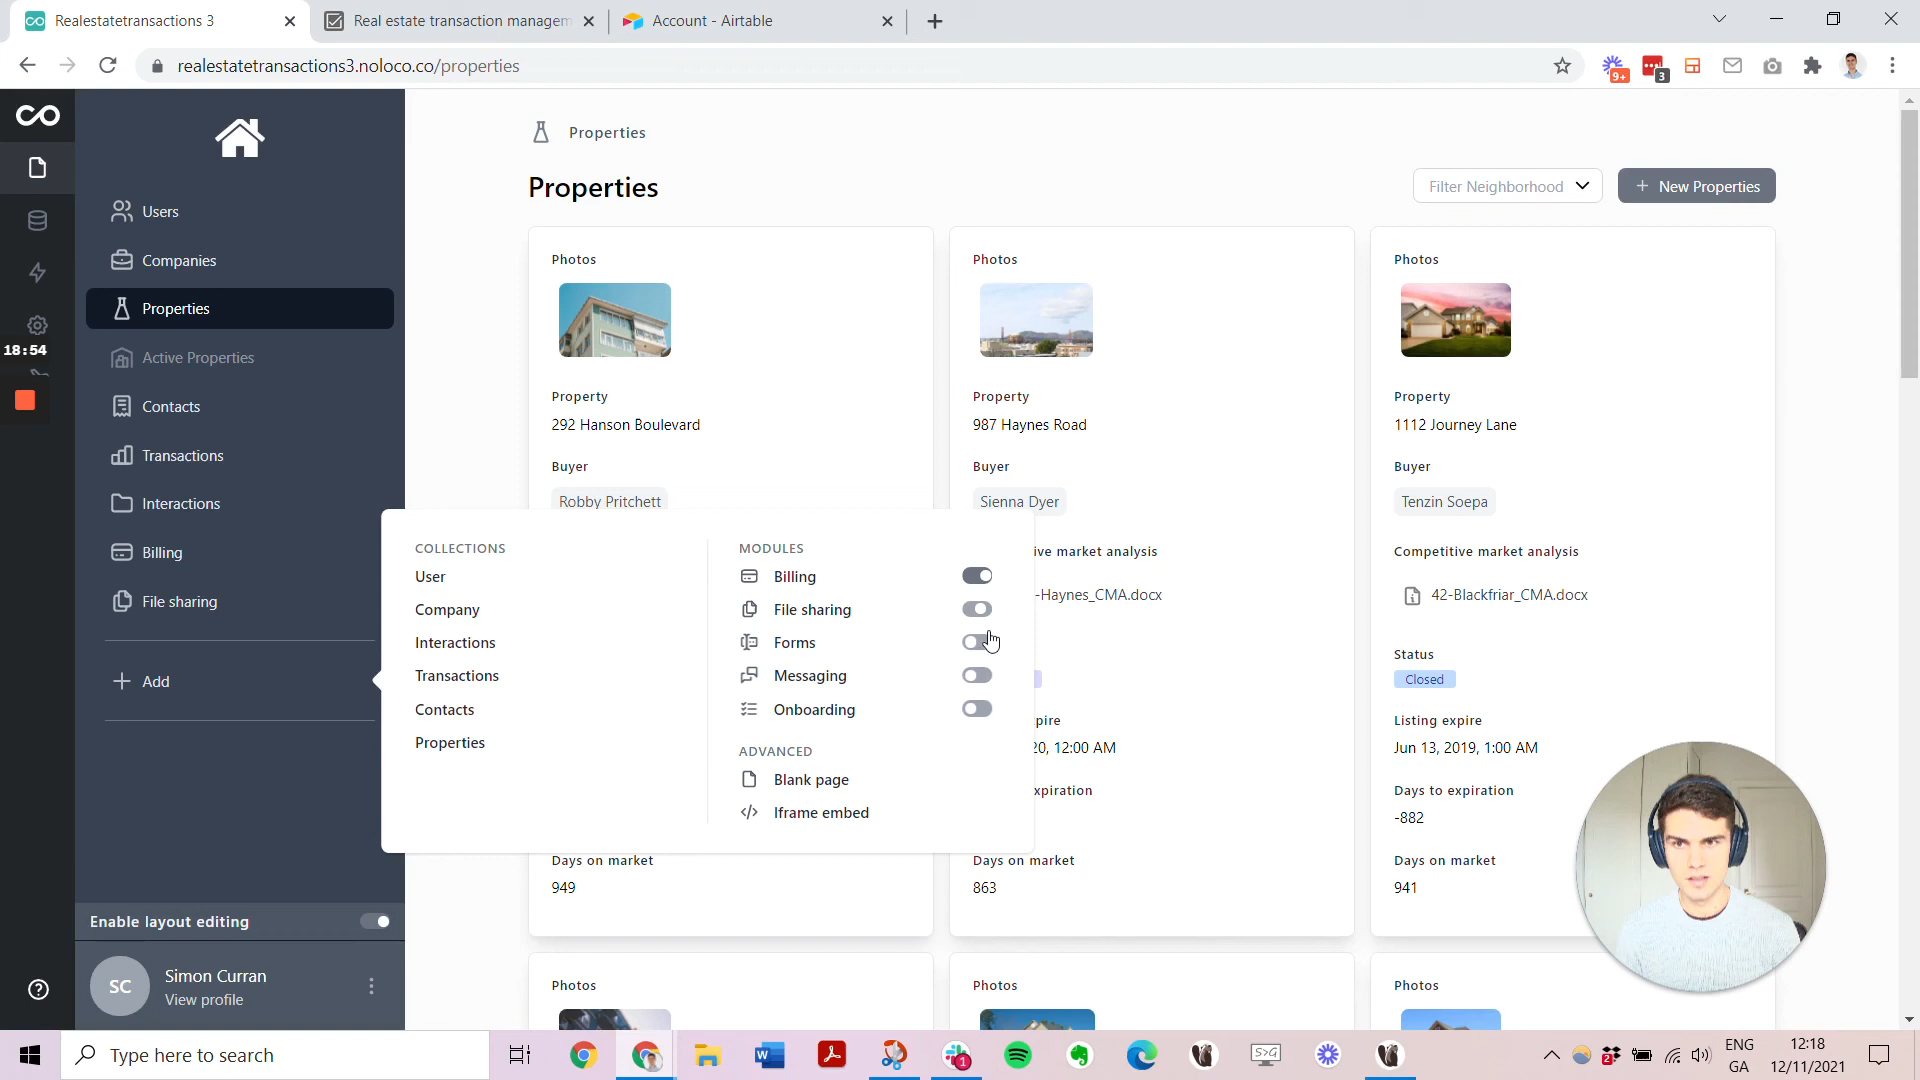 Realestatetransactions 3
Real estate transaction managem
Account - Airtable
realestatetransactions3.noloco.co/properties
9+
3
Users
Companies
Properties
Active Properties
Contacts
Transactions
Interactions
Billing
File sharing
Add
18:54
Enable layout editing
SC
Simon Curran
View profile
Properties
Properties
Filter Neighborhood
+ New Properties
Photos
Property
292 Hanson Boulevard
Buyer
Robby Pritchett
Days on market
949
Photos
Property
987 Haynes Road
Buyer
Sienna Dyer
ive market analysis
-Haynes_CMA.docx
pire
20, 12:00 AM
xpiration
Days on market
863
Photos
Property
1112 Journey Lane
Buyer
Tenzin Soepa
Competitive market analysis
42-Blackfriar_CMA.docx
Status
Closed
Listing expire
Jun 13, 2019, 1:00 AM
Days to expiration
-882
Days on market
941
COLLECTIONS
User
Company
Interactions
Transactions
Contacts
Properties
MODULES
Billing
File sharing
Forms
Messaging
Onboarding
ADVANCED
Blank page
Iframe embed
Photos
Photos
Photos
Type here to search
1
2
ENG
GA
12:18
12/11/2021